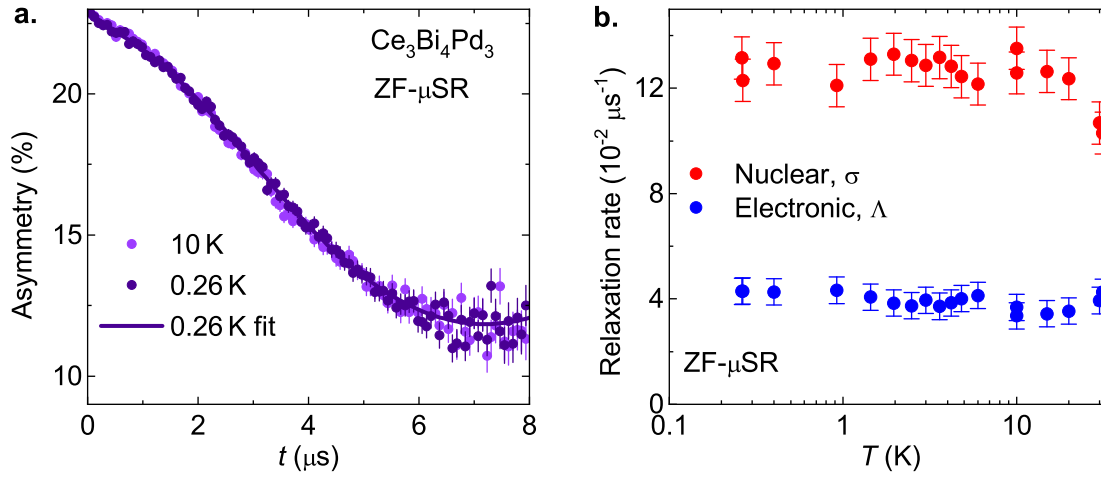 a.
Ce₃Bi₄Pd₃
ZF-μSR
10 K
0.26 K
0.26 K fit
Asymmetry (%)
20
15
10
0 2 4 6 8
t (μs)
b.
Nuclear, σ
Electronic, Λ
ZF-μSR
Relaxation rate (10⁻² μs⁻¹)
12
8
4
0
0.1 1 10
T (K)